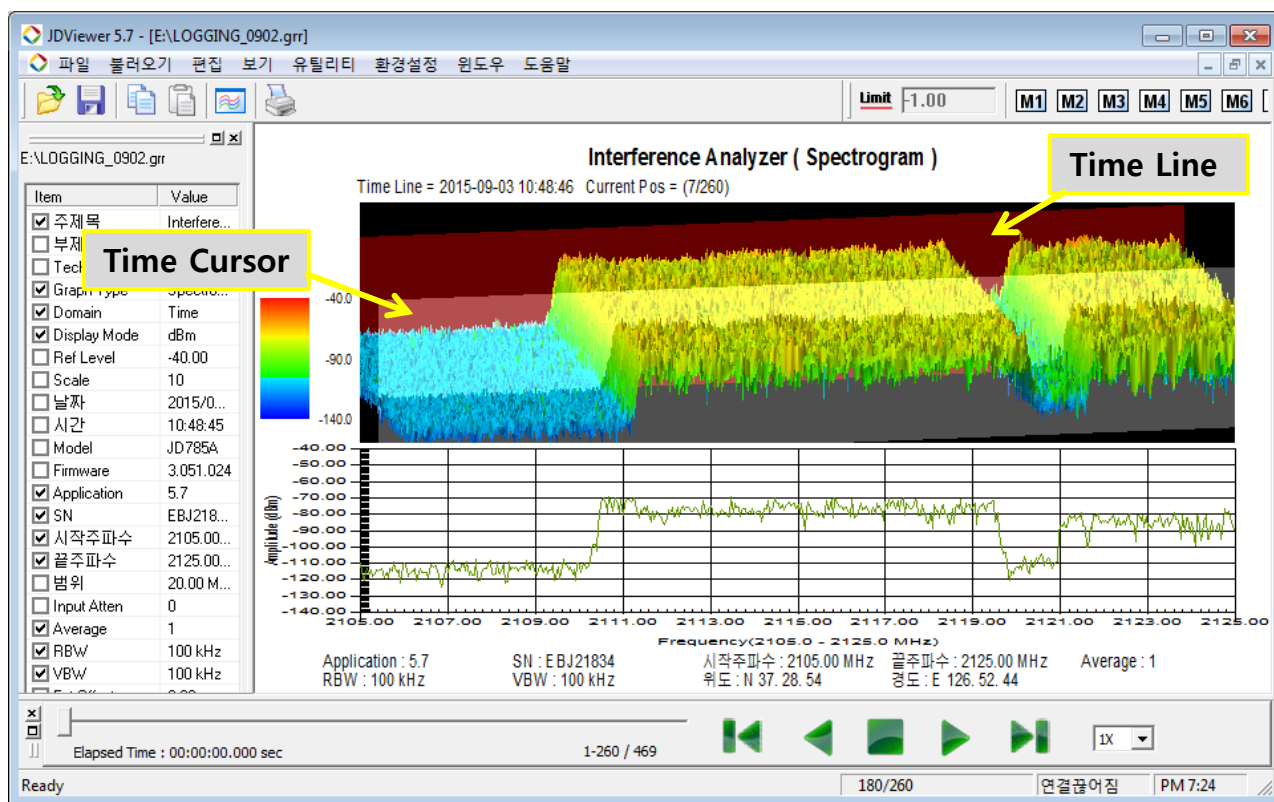 JDViewer 5.7 - [E:\LOGGING_0902.grr]
파일 불러오기 편집 보기 유틸리티 환경설정 윈도우 도움말
Limit -1.00 M1 M2 M3 M4 M5 M6
E:\LOGGING_0902.grr
Item Value
주제목 Interfere...
부제
Tech
Graph Type Spectro...
Domain Time
Display Mode dBm
Ref Level -40.00
Scale 10
날짜 2015/0...
시간 10:48:45
Model JD785A
Firmware 3.051.024
Application 5.7
SN EBJ218...
시작주파수 2105.00...
끝주파수 2125.00...
범위 20.00 M...
Input Atten 0
Average 1
RBW 100 kHz
VBW 100 kHz
Interference Analyzer ( Spectrogram )
Time Line = 2015-09-03 10:48:46 Current Pos = (7/260)
Time Line
Time Cursor
-40.0
-90.0
-140.0
Amplitude (dBm)
-40.00
-50.00
-60.00
-70.00
-80.00
-90.00
-100.00
-110.00
-120.00
-130.00
-140.00
2105.00 2107.00 2109.00 2111.00 2113.00 2115.00 2117.00 2119.00 2121.00 2123.00 2125.00
Frequency(2105.0 - 2125.0 MHz)
Application : 5.7 SN : EBJ21834 시작주파수 : 2105.00 MHz 끝주파수 : 2125.00 MHz Average : 1
RBW : 100 kHz VBW : 100 kHz 위도 : N 37. 28. 54 경도 : E 126. 52. 44
Elapsed Time : 00:00:00.000 sec 1-260 / 469 1X
Ready 180/260 연결끊어짐 PM 7:24